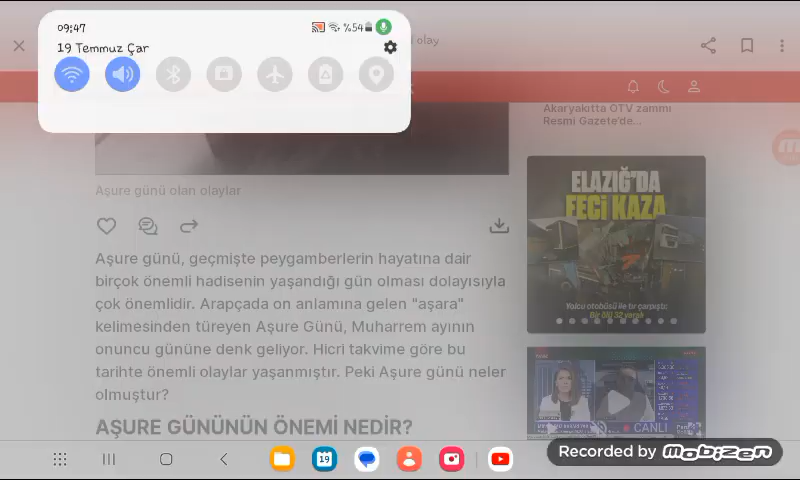 09:47
%54
19 Temmuz Çar
olay
Akaryakıtta ÖTV zammı
Resmi Gazete'de...
Aşure günü olan olaylar
ELAZIĞ'DA
FECİ KAZA
Yolcu otobüsü ile tır çarpıştı:
Bir ölü 32 yaralı
Aşure günü, geçmişte peygamberlerin hayatına dair
birçok önemli hadisenin yaşandığı gün olması dolayısıyla
çok önemlidir. Arapçada on anlamına gelen "aşara"
kelimesinden türeyen Aşure Günü, Muharrem ayının
onuncu gününe denk geliyor. Hicri takvime göre bu
tarihte önemli olaylar yaşanmıştır. Peki Aşure günü neler
olmuştur?
CANLI
AŞURE GÜNÜNÜN ÖNEMİ NEDİR?
19
Recorded by mobizen